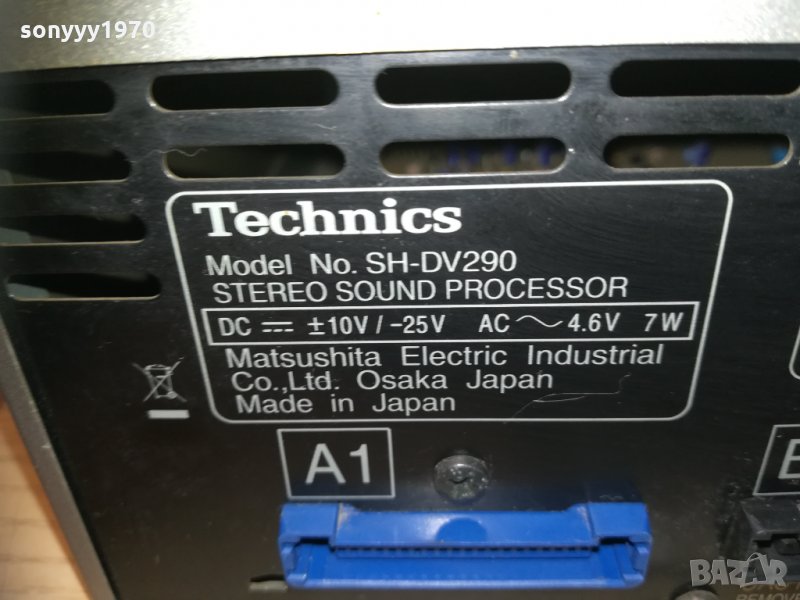 sonyyy1970
Technics
Model No. SH-DV290
STEREO SOUND PROCESSOR
DC ⎓ ±10V / -25V AC ~ 4.6V 7W
Matsushita Electric Industrial
Co.,Ltd. Osaka Japan
Made in Japan
A1
BAZAR